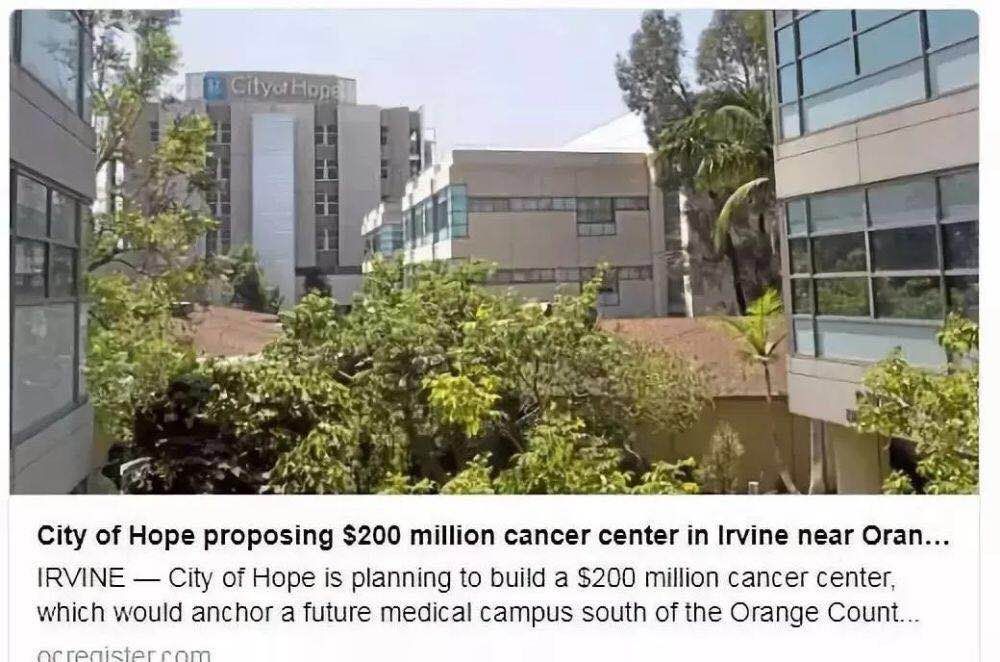 City of Hope
City of Hope proposing $200 million cancer center in Irvine near Oran...
IRVINE — City of Hope is planning to build a $200 million cancer center,
which would anchor a future medical campus south of the Orange Count...
ocregister.com